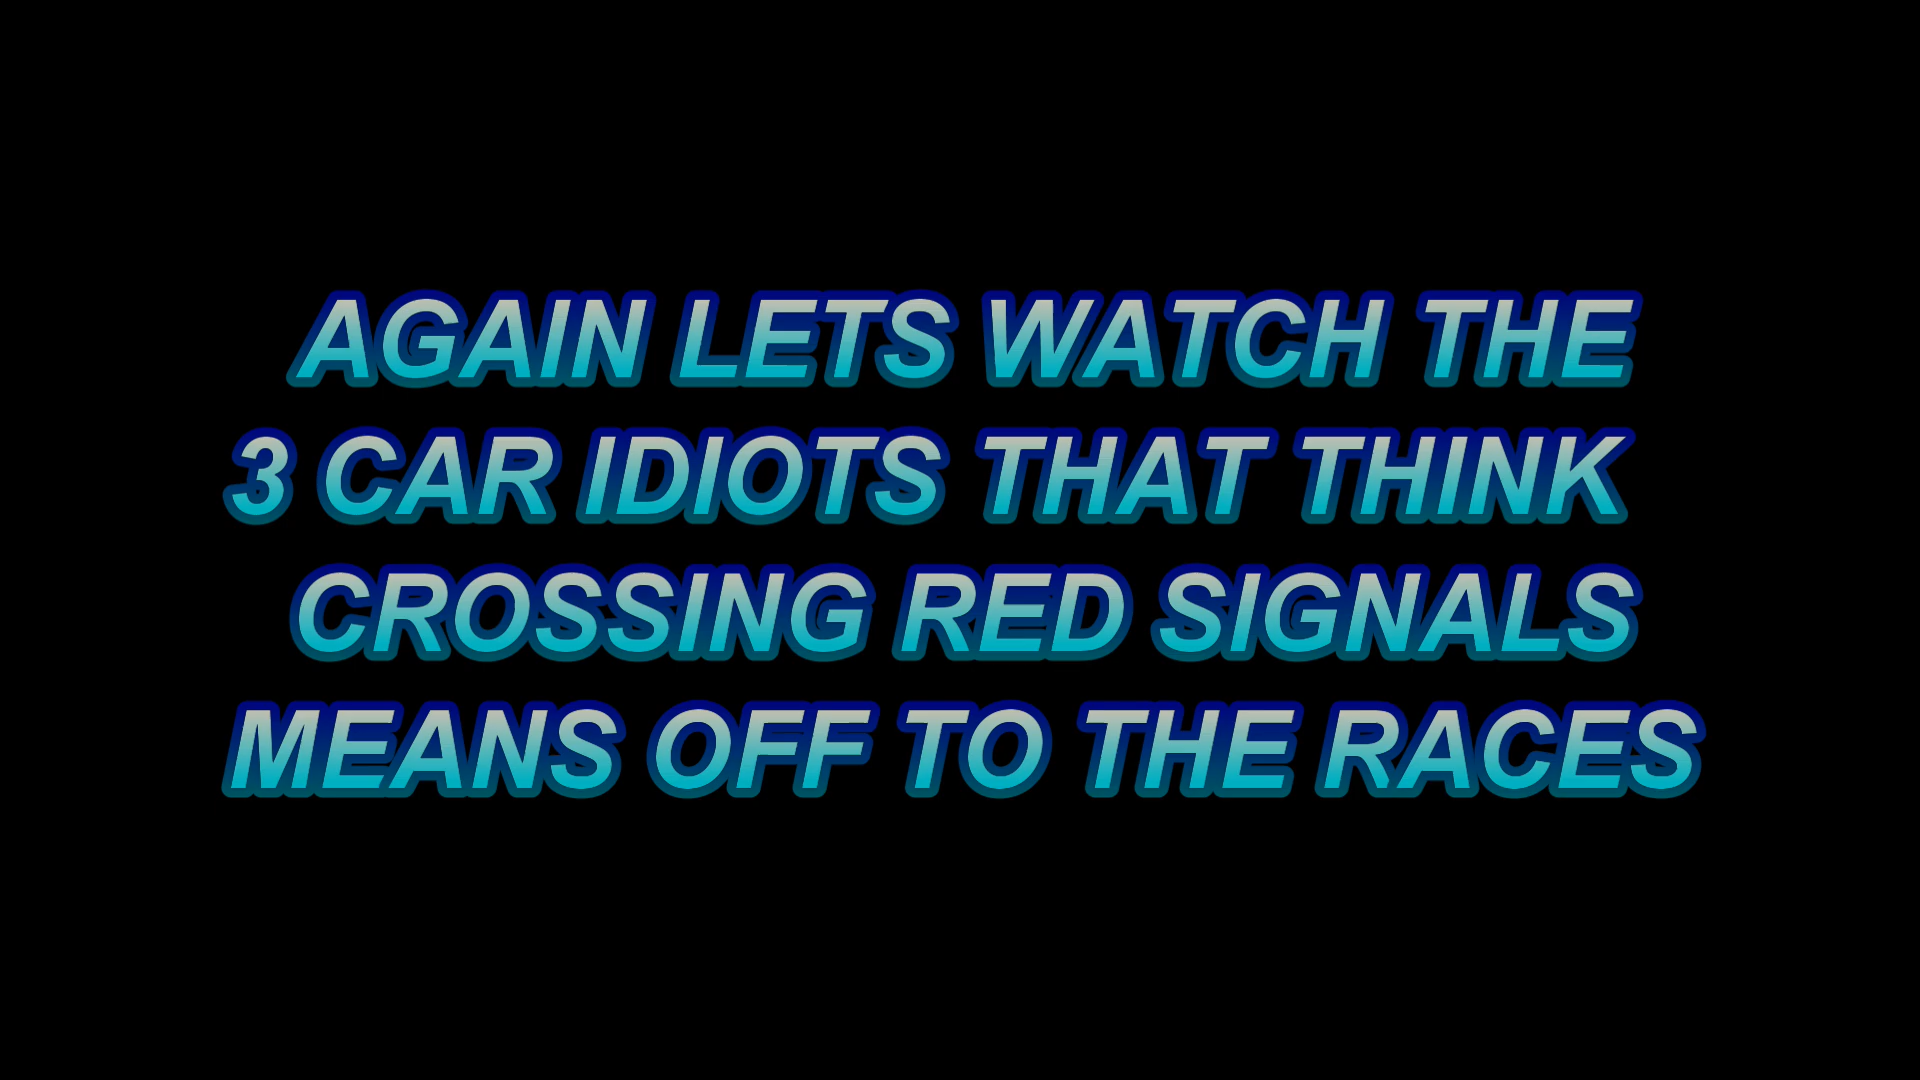 AGAIN LETS WATCH THE
3 CAR IDIOTS THAT THINK
CROSSING RED SIGNALS
MEANS OFF TO THE RACES